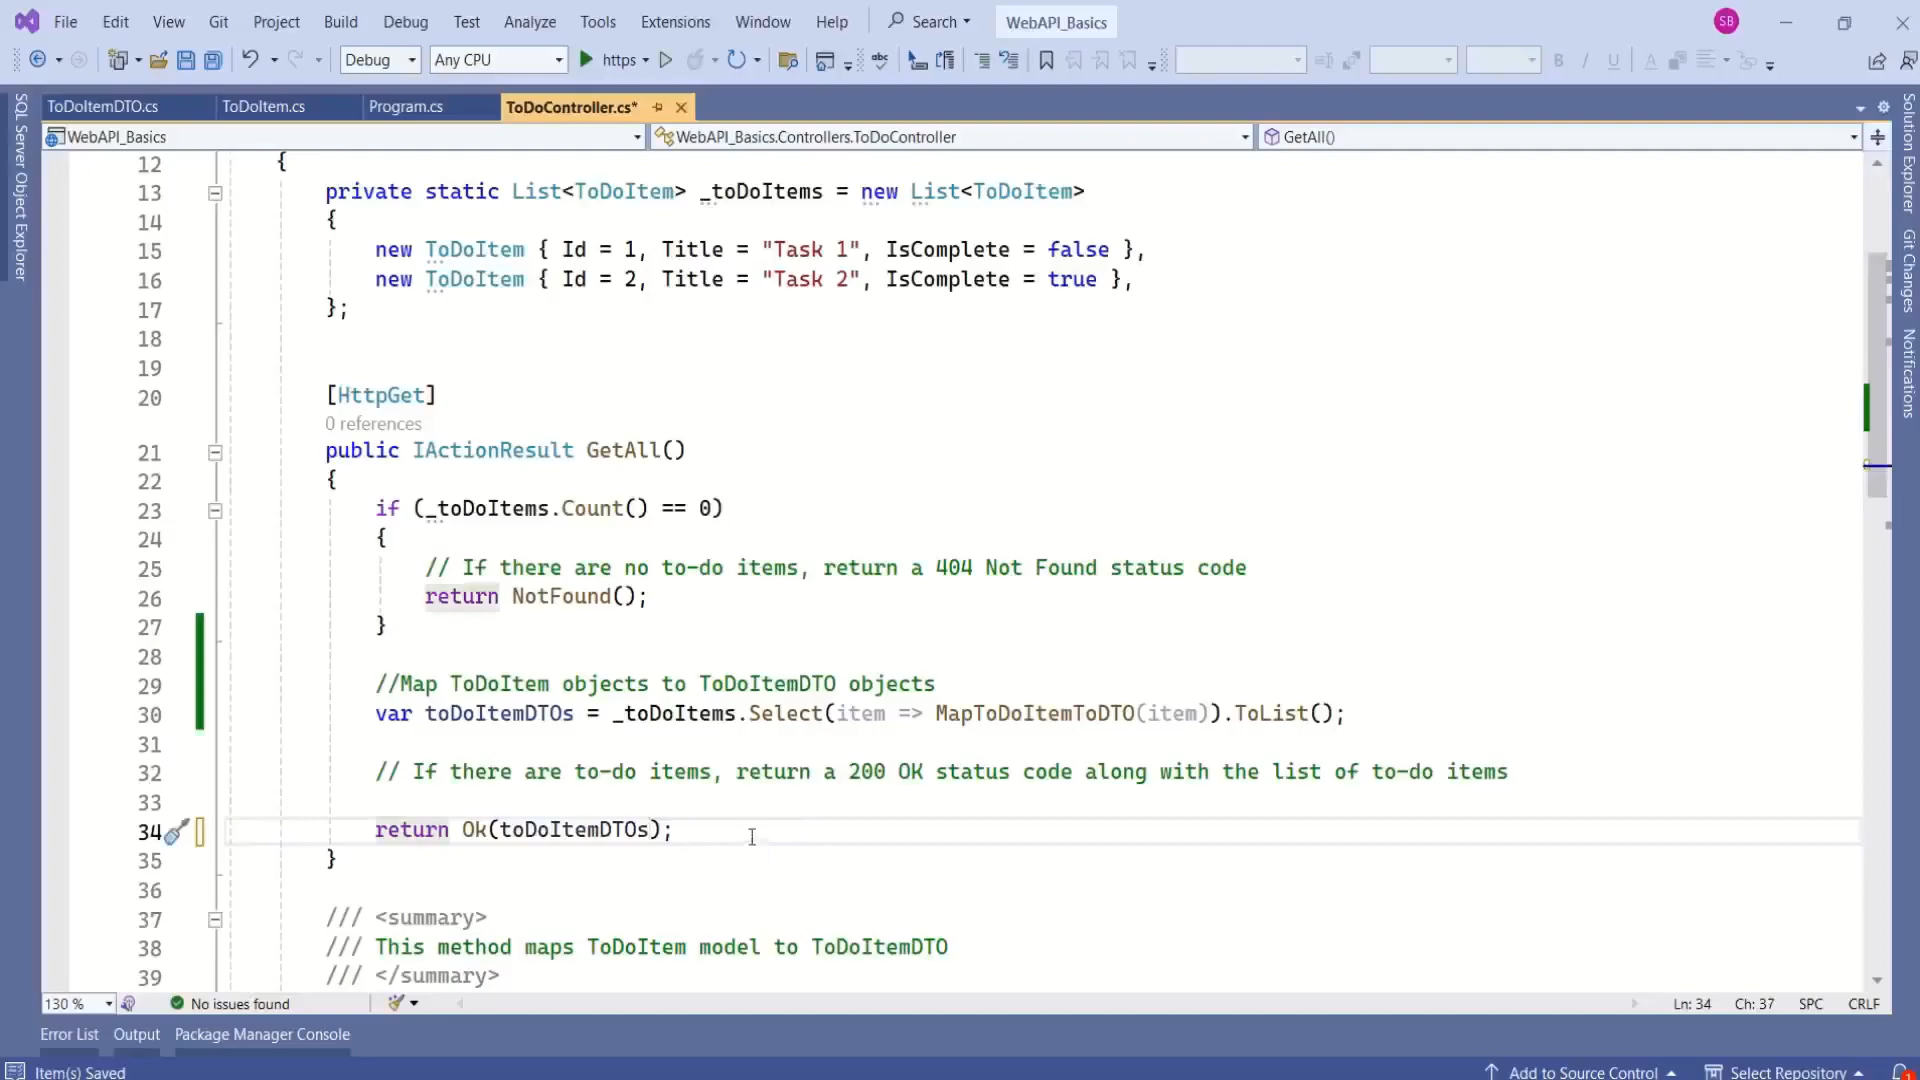 File Edit View Git Project Build Debug Test Analyze Tools Extensions Window Help Search WebAPI_Basics SB
Debug Any CPU https
ToDoItemDTO.cs ToDoItem.cs Program.cs ToDoController.cs*
WebAPI_Basics WebAPI_Basics.Controllers.ToDoController GetAll()
SQL Server Object Explorer
12 {
13 private static List<ToDoItem> _toDoItems = new List<ToDoItem>
14 {
15 new ToDoItem { Id = 1, Title = "Task 1", IsComplete = false },
16 new ToDoItem { Id = 2, Title = "Task 2", IsComplete = true },
17 };
18
19
20 [HttpGet]
0 references
21 public IActionResult GetAll()
22 {
23 if (_toDoItems.Count() == 0)
24 {
25 // If there are no to-do items, return a 404 Not Found status code
26 return NotFound();
27 }
28
29 //Map ToDoItem objects to ToDoItemDTO objects
30 var toDoItemDTOs = _toDoItems.Select(item => MapToDoItemToDTO(item)).ToList();
31
32 // If there are to-do items, return a 200 OK status code along with the list of to-do items
33
34 return Ok(toDoItemDTOs);
35 }
36
37 /// <summary>
38 /// This method maps ToDoItem model to ToDoItemDTO
39 /// </summary>
Solution Explorer
Git Changes
Notifications
130 % No issues found Ln: 34 Ch: 37 SPC CRLF
Error List Output Package Manager Console
Item(s) Saved Add to Source Control Select Repository 1